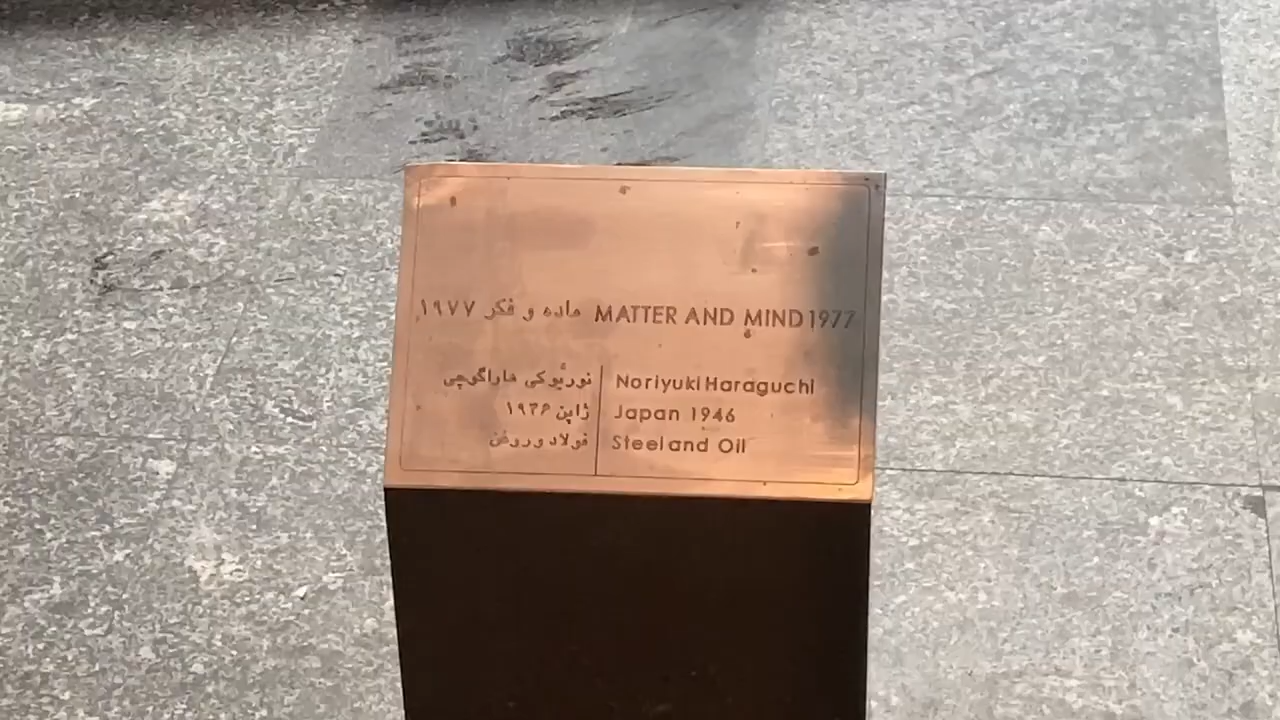 MATTER AND MIND 1977
ماده و فکر ۱۹۷۷
Noriyuki Haraguchi
Japan 1946
Steel and Oil
نوریوکی هاراگوچی
ژاپن ۱۹۴۶
فولاد و روغن